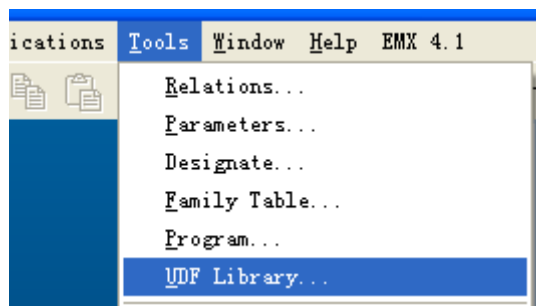 ications Tools Window Help EMX 4.1
Relations...
Parameters...
Designate...
Family Table...
Program...
UDF Library...